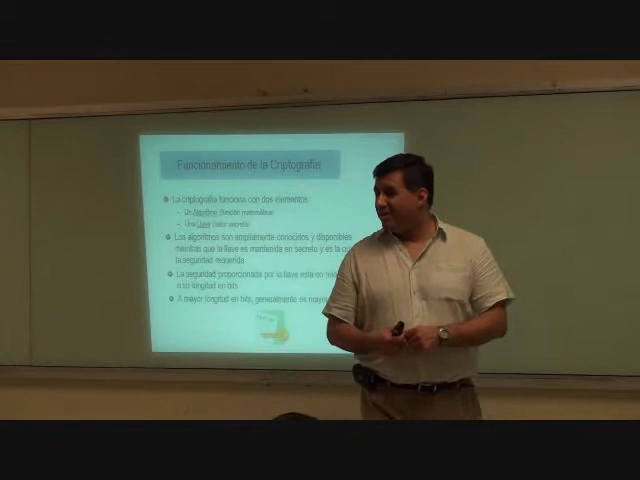 Funcionamiento de la Criptografía
La criptografía funciona con dos elementos
- Un Algoritmo (función matemática)
- Una Llave (valor secreto)
Los algoritmos son ampliamente conocidos y disponibles
mientras que la llave es mantenida en secreto y es la
la seguridad requerida
La seguridad proporcionada por la llave está en
a su longitud en bits
A mayor longitud en bits, generalmente es mayor